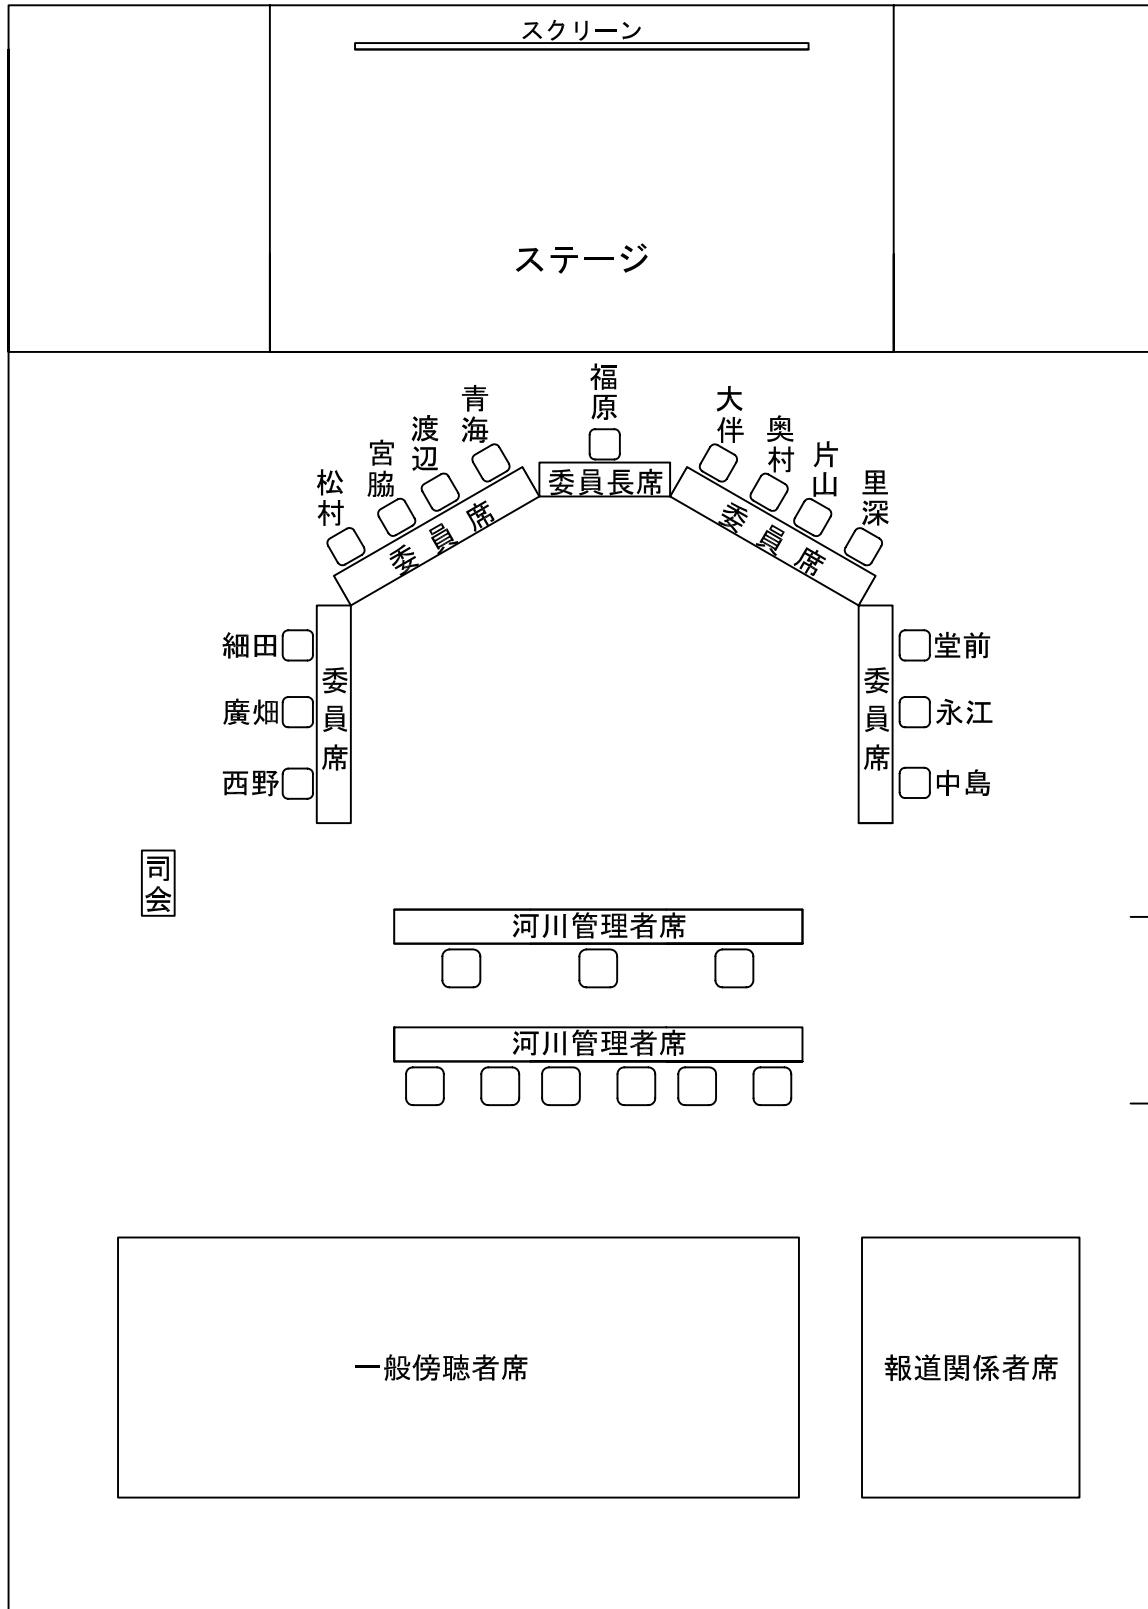 スクリーン
ステージ
福原
青海
渡辺
宮脇
松村
大伴
奥村
片山
里深
委員長席
委員席
委員席
細田
廣畑
西野
委員席
委員席
堂前
永江
中島
司会
河川管理者席
河川管理者席
一般傍聴者席
報道関係者席